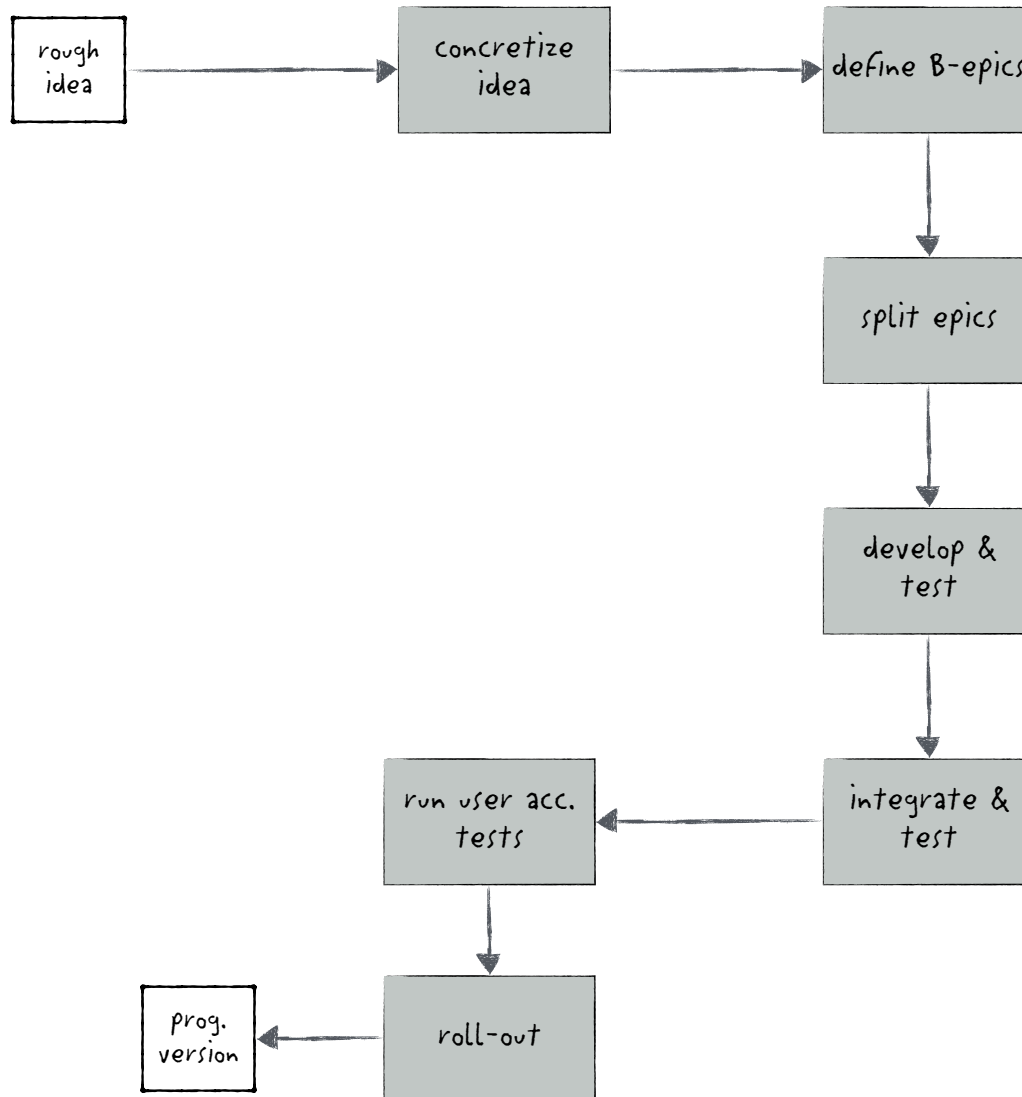 rough
idea
concretize
idea
define B-epics
split epics
develop &
test
integrate &
test
run user acc.
tests
roll-out
prog.
version